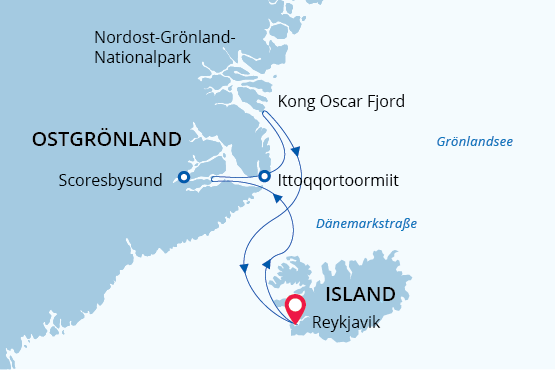 Nordost-Grönland-
Nationalpark
Kong Oscar Fjord
OSTGRÖNLAND
Grönlandsee
Scoresbysund
Ittoqqortoormiit
Dänemarkstraße
ISLAND
Reykjavik